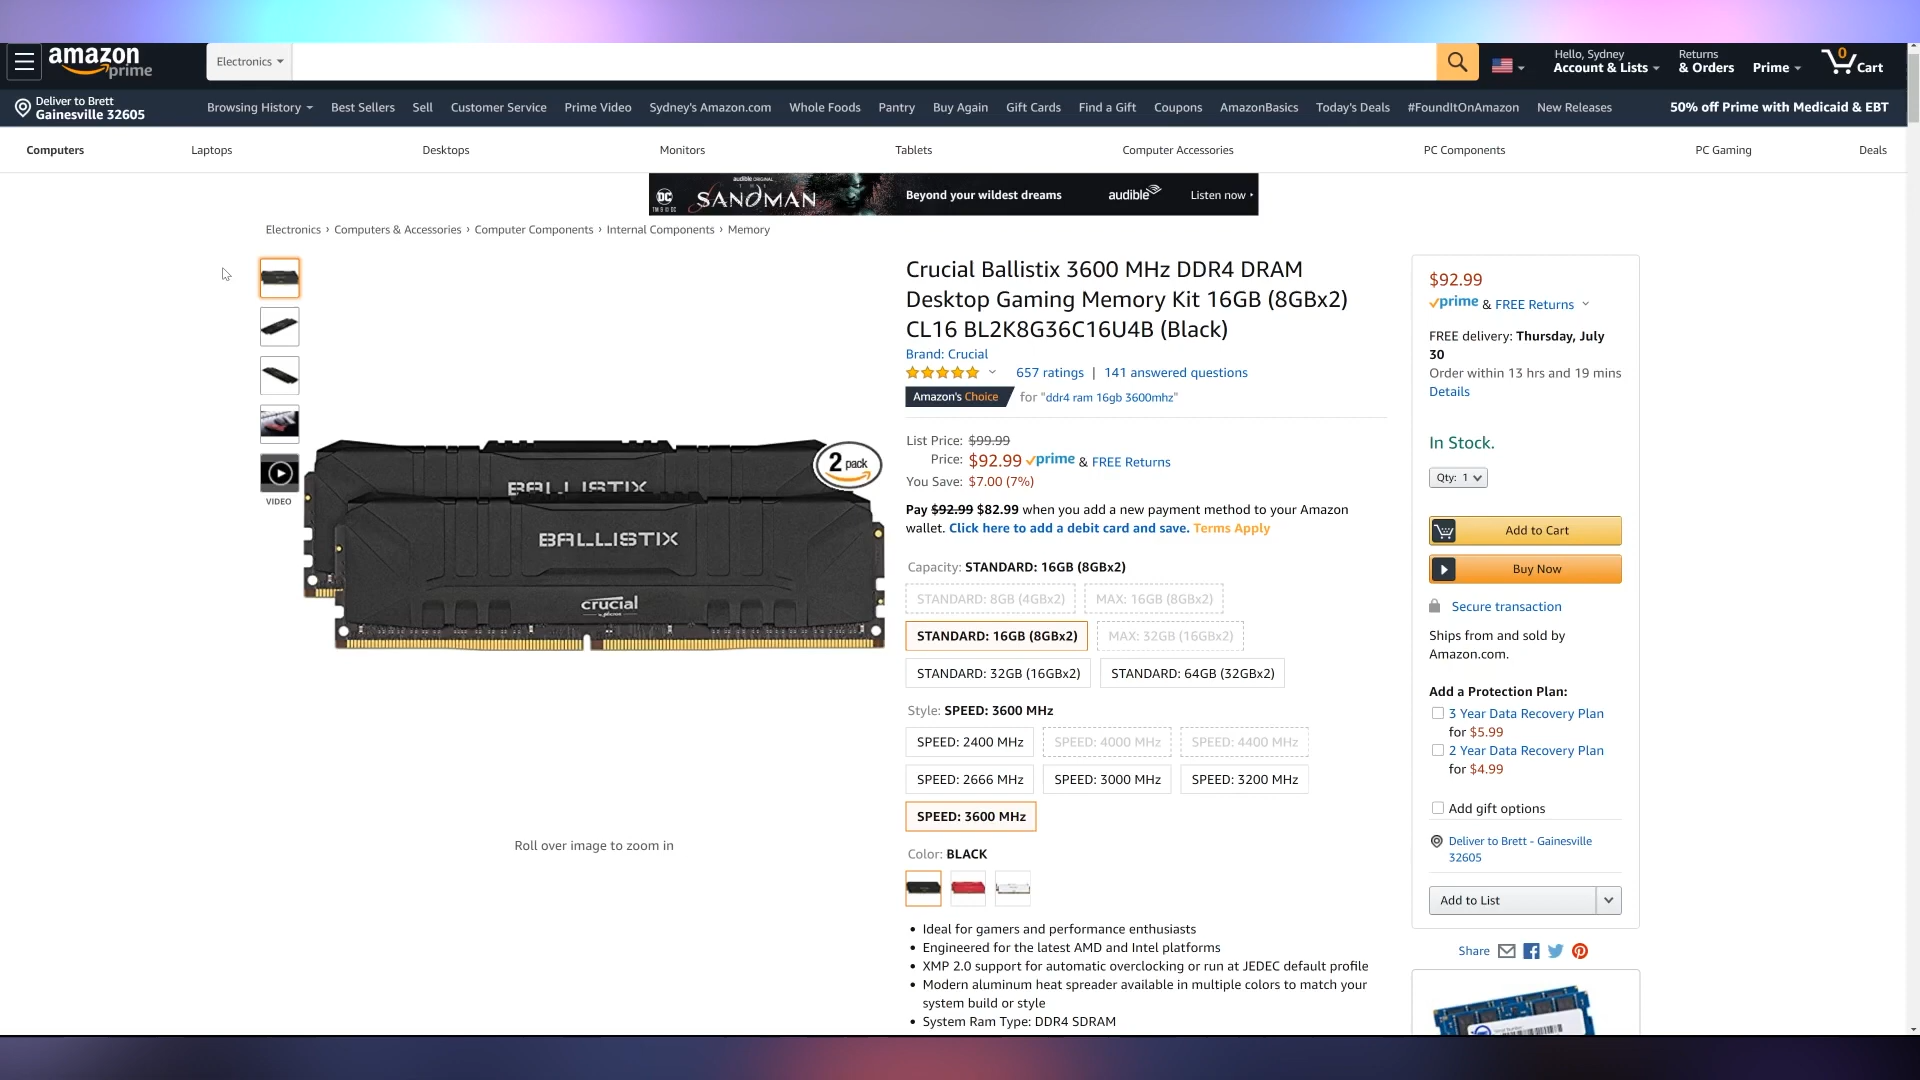 amazon
prime
Electronics
Hello, Sydney
Account & Lists
Returns
& Orders
Prime
0
Cart
Deliver to Brett
Gainesville 32605
Browsing History
Best Sellers
Sell
Customer Service
Prime Video
Sydney's Amazon.com
Whole Foods
Pantry
Buy Again
Gift Cards
Find a Gift
Coupons
AmazonBasics
Today's Deals
#FoundItOnAmazon
New Releases
50% off Prime with Medicaid & EBT
Computers
Laptops
Desktops
Monitors
Tablets
Computer Accessories
PC Components
PC Gaming
Deals
DC
audible ORIGINAL
THE
SANDMAN
Beyond your wildest dreams
audible
Listen now
Electronics › Computers & Accessories › Computer Components › Internal Components › Memory
VIDEO
BALLISTIX
2 pack
BALLISTIX
crucial
Roll over image to zoom in
Crucial Ballistix 3600 MHz DDR4 DRAM
Desktop Gaming Memory Kit 16GB (8GBx2)
CL16 BL2K8G36C16U4B (Black)
Brand: Crucial
657 ratings | 141 answered questions
Amazon's Choice for "ddr4 ram 16gb 3600mhz"
List Price: $99.99
Price: $92.99 prime & FREE Returns
You Save: $7.00 (7%)
Pay $92.99 $82.99 when you add a new payment method to your Amazon
wallet. Click here to add a debit card and save. Terms Apply
Capacity: STANDARD: 16GB (8GBx2)
STANDARD: 8GB (4GBx2)
MAX: 16GB (8GBx2)
STANDARD: 16GB (8GBx2)
MAX: 32GB (16GBx2)
STANDARD: 32GB (16GBx2)
STANDARD: 64GB (32GBx2)
Style: SPEED: 3600 MHz
SPEED: 2400 MHz
SPEED: 4000 MHz
SPEED: 4400 MHz
SPEED: 2666 MHz
SPEED: 3000 MHz
SPEED: 3200 MHz
SPEED: 3600 MHz
Color: BLACK
• Ideal for gamers and performance enthusiasts
• Engineered for the latest AMD and Intel platforms
• XMP 2.0 support for automatic overclocking or run at JEDEC default profile
• Modern aluminum heat spreader available in multiple colors to match your
system build or style
• System Ram Type: DDR4 SDRAM
$92.99
prime & FREE Returns
FREE delivery: Thursday, July
30
Order within 13 hrs and 19 mins
Details
In Stock.
Qty: 1
Add to Cart
Buy Now
Secure transaction
Ships from and sold by
Amazon.com.
Add a Protection Plan:
3 Year Data Recovery Plan
for $5.99
2 Year Data Recovery Plan
for $4.99
Add gift options
Deliver to Brett - Gainesville
32605
Add to List
Share